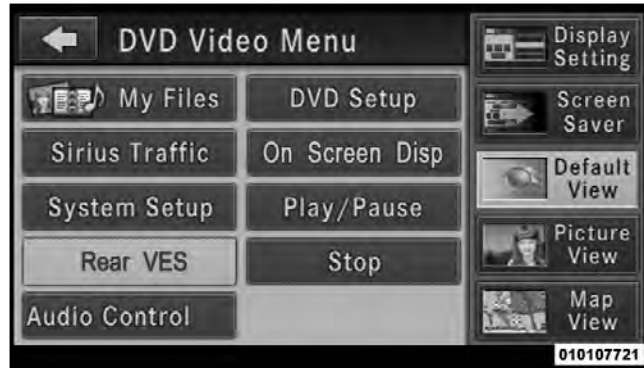 DVD Video Menu
My Files
DVD Setup
Sirius Traffic
On Screen Disp
System Setup
Play/Pause
Rear VES
Stop
Audio Control
Display
Setting
Screen
Saver
Default
View
Picture
View
Map
View
010107721